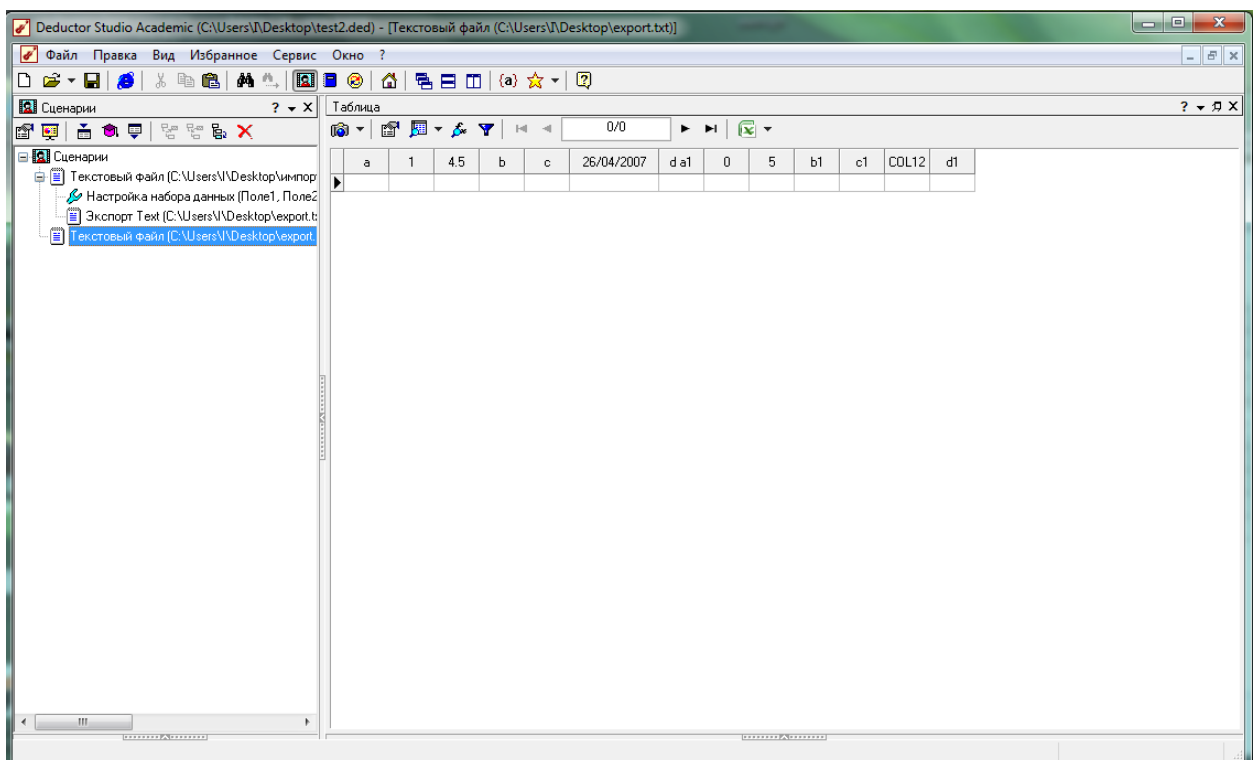 Deductor Studio Academic (C:\Users\I\Desktop\test2.ded) - [Текстовый файл (C:\Users\I\Desktop\export.txt)]
Файл Правка Вид Избранное Сервис Окно ?
{a}
Сценарии ?
Таблица ?
0/0
Сценарии
Текстовый файл (C:\Users\I\Desktop\импор
Настройка набора данных (Поле1, Поле2
Экспорт Text (C:\Users\I\Desktop\export.t
Текстовый файл (C:\Users\I\Desktop\export.
a 1 4.5 b c 26/04/2007 d a1 0 5 b1 c1 COL12 d1